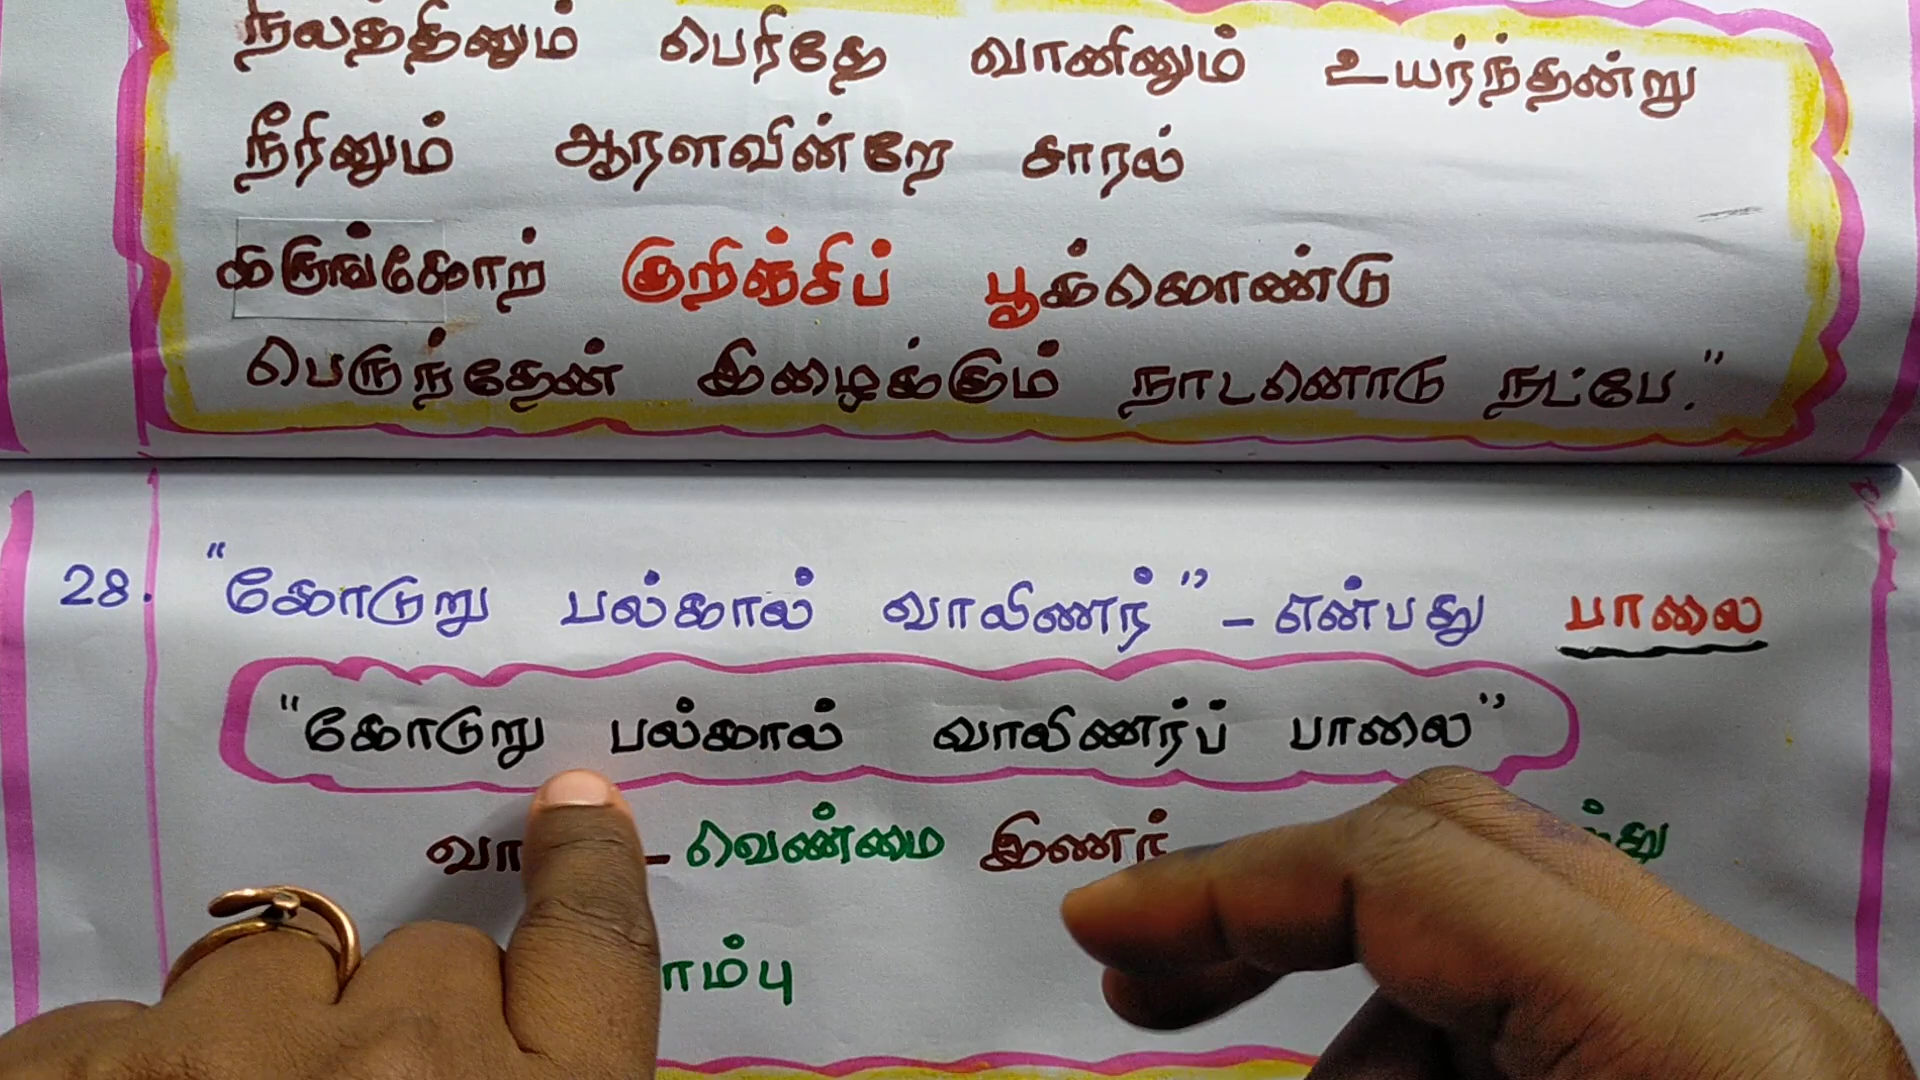 நிலத்தினும் பெரிதே வானினும் உயர்ந்தன்று
நீரினும் ஆரளவின்றே சாரல்
கருங்கோற் குறிஞ்சிப் பூக்கொண்டு
பெருந்தேன் இழைக்கும் நாடனொடு நட்பே."
28. "கோடுறு பல்கால் வாலிணர்" - என்பது பாலை
"கோடுறு பல்கால் வாலிணர்ப் பாலை"
- வெண்மை இணர்